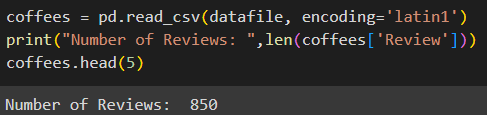 coffees = pd.read_csv(datafile, encoding='latin1')
print("Number of Reviews: ",len(coffees['Review']))
coffees.head(5)
Number of Reviews:  850